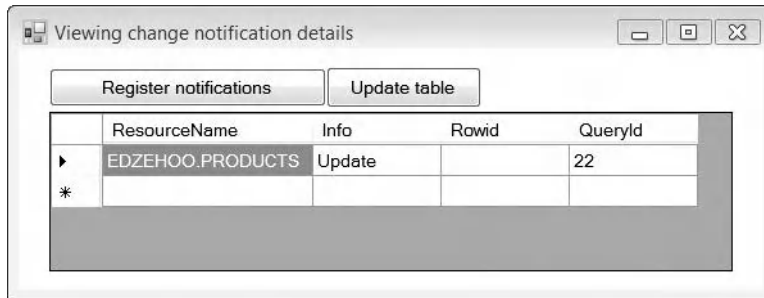 Viewing change notification details
Register notifications Update table
ResourceName Info Rowid QueryId
EDZEHOO.PRODUCTS Update 22